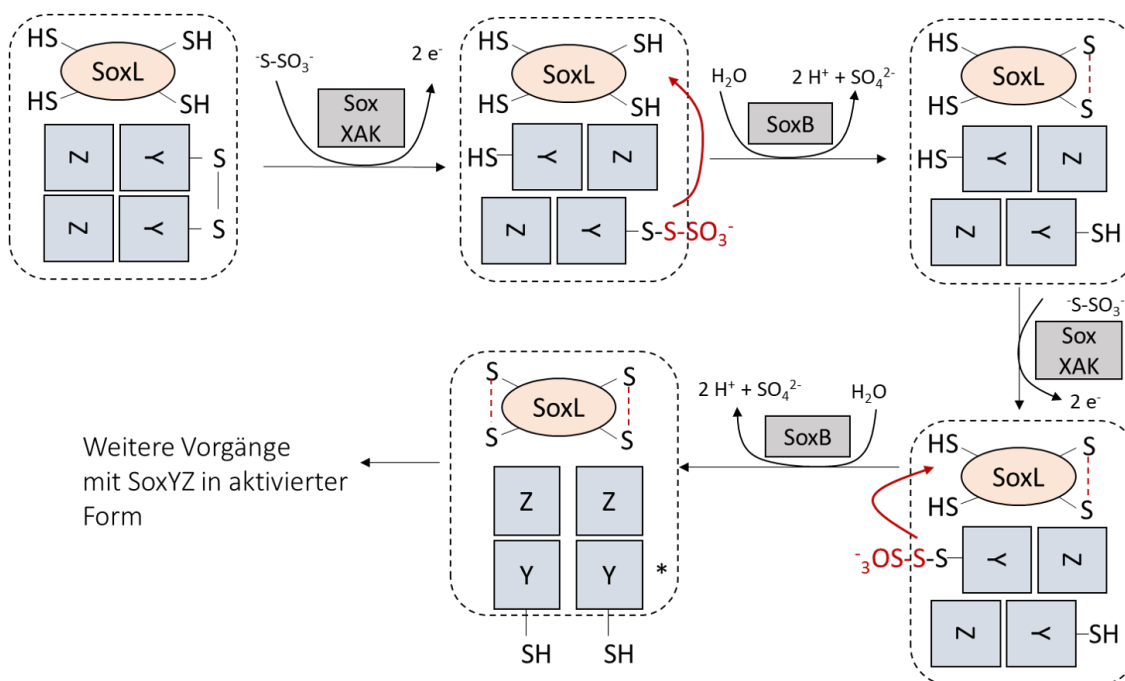 HS
SH
SoxL
HS
SH
Z
Y
S
Z
Y
S
⁻S-SO₃⁻
2 e⁻
Sox
XAK
HS
SH
SoxL
HS
SH
HS
Y
Z
Z
Y
S-S-SO₃⁻
H₂O
2 H⁺ + SO₄²⁻
SoxB
HS
S
SoxL
HS
S
HS
Y
Z
Z
Y
SH
⁻S-SO₃⁻
Sox
XAK
2 e⁻
HS
S
SoxL
HS
S
⁻₃OS-S-S
Y
Z
Z
Y
SH
2 H⁺ + SO₄²⁻
H₂O
SoxB
S
S
SoxL
S
S
Z
Z
Y
Y
*
SH
SH
Weitere Vorgänge
mit SoxYZ in aktivierter
Form